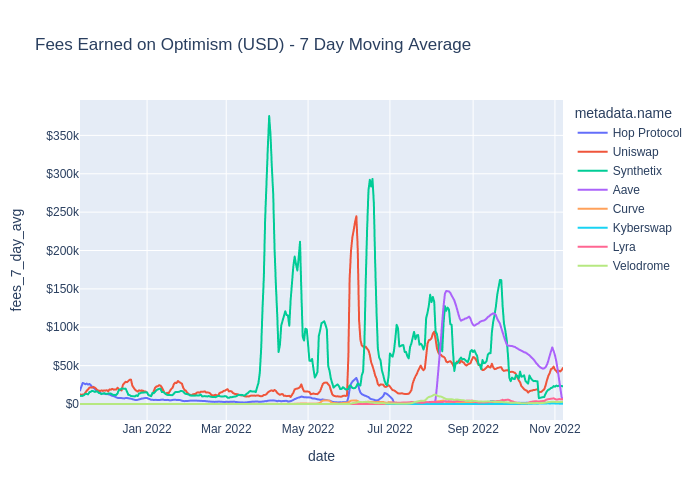 Fees Earned on Optimism (USD) - 7 Day Moving Average
metadata.name
Hop Protocol
Uniswap
Synthetix
Aave
Curve
Kyberswap
Lyra
Velodrome
fees_7_day_avg
$350k
$300k
$250k
$200k
$150k
$100k
$50k
$0
Jan 2022
Mar 2022
May 2022
Jul 2022
Sep 2022
Nov 2022
date